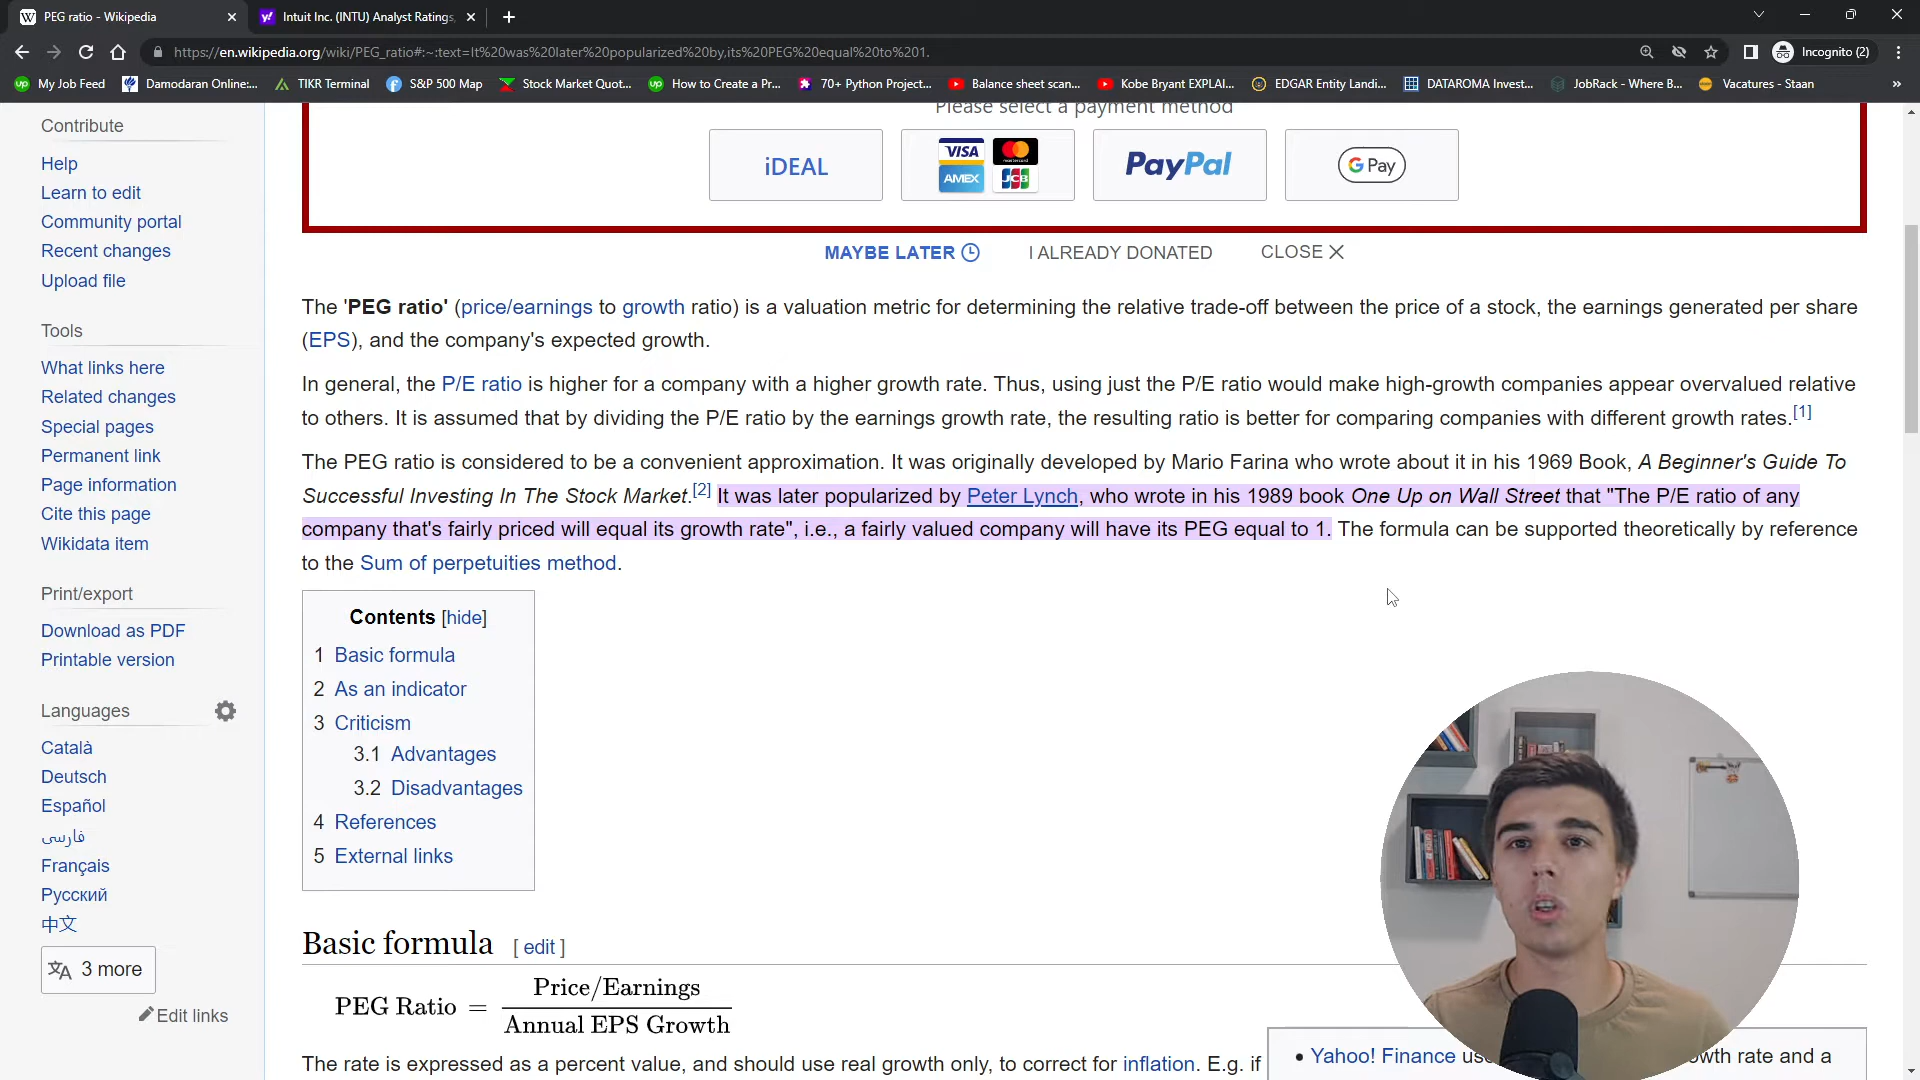 PEG ratio - Wikipedia
Intuit Inc. (INTU) Analyst Ratings,
https://en.wikipedia.org/wiki/PEG_ratio#:~:text=It%20was%20later%20popularized%20by,its%20PEG%20equal%20to%201.
Incognito (2)
My Job Feed
Damodaran Online:...
TIKR Terminal
S&P 500 Map
Stock Market Quot...
How to Create a Pr...
70+ Python Project...
Balance sheet scan...
Kobe Bryant EXPLAI...
EDGAR Entity Landi...
DATAROMA Invest...
JobRack - Where B...
Vacatures - Staan
Contribute
Help
Learn to edit
Community portal
Recent changes
Upload file
Tools
What links here
Related changes
Special pages
Permanent link
Page information
Cite this page
Wikidata item
Print/export
Download as PDF
Printable version
Languages
Català
Deutsch
Español
فارسی
Français
Русский
中文
3 more
Edit links
Please select a payment method
iDEAL
VISA
mastercard
AMEX
JCB
PayPal
G Pay
MAYBE LATER
I ALREADY DONATED
CLOSE
The 'PEG ratio' (price/earnings to growth ratio) is a valuation metric for determining the relative trade-off between the price of a stock, the earnings generated per share
(EPS), and the company's expected growth.
In general, the P/E ratio is higher for a company with a higher growth rate. Thus, using just the P/E ratio would make high-growth companies appear overvalued relative
to others. It is assumed that by dividing the P/E ratio by the earnings growth rate, the resulting ratio is better for comparing companies with different growth rates.[1]
The PEG ratio is considered to be a convenient approximation. It was originally developed by Mario Farina who wrote about it in his 1969 Book, A Beginner's Guide To
Successful Investing In The Stock Market.[2] It was later popularized by Peter Lynch, who wrote in his 1989 book One Up on Wall Street that "The P/E ratio of any
company that's fairly priced will equal its growth rate", i.e., a fairly valued company will have its PEG equal to 1. The formula can be supported theoretically by reference
to the Sum of perpetuities method.
Contents [hide]
1 Basic formula
2 As an indicator
3 Criticism
3.1 Advantages
3.2 Disadvantages
4 References
5 External links
Basic formula [ edit ]
PEG Ratio = Price/Earnings
Annual EPS Growth
The rate is expressed as a percent value, and should use real growth only, to correct for inflation. E.g. if
• Yahoo! Finance
rate and a